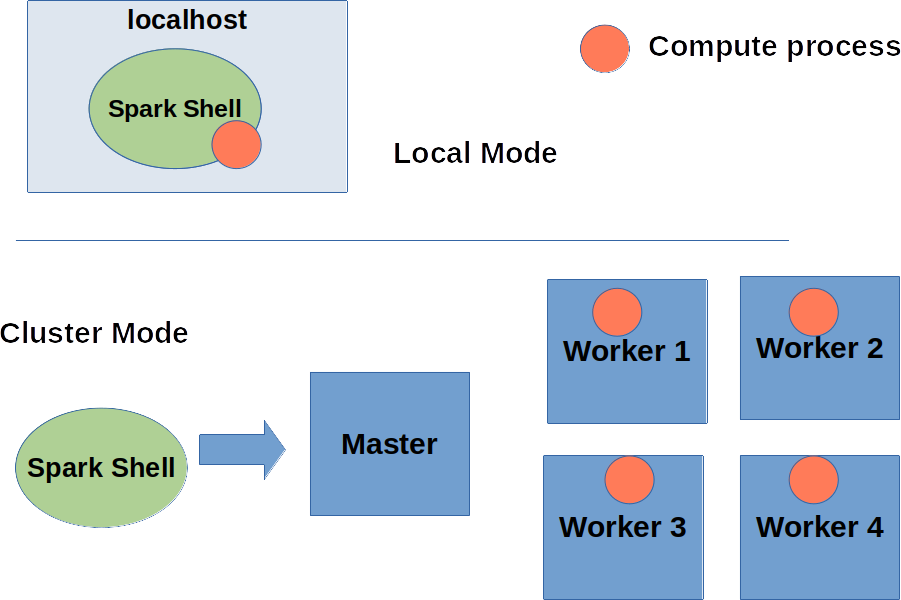 localhost
Compute process
Spark Shell
Local Mode
Cluster Mode
Worker 1
Worker 2
Master
Spark Shell
Worker 3
Worker 4